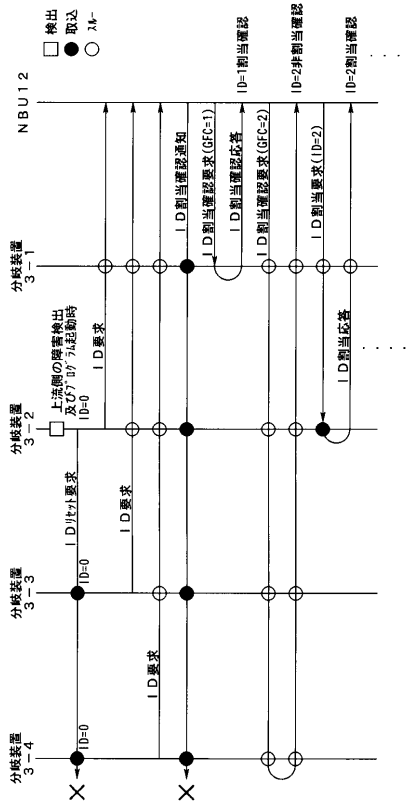 □ 検出
● 取込
○ スルー
NBU12
分岐装置
3-1
分岐装置
3-2
分岐装置
3-3
分岐装置
3-4
上流側の障害検出
及びプログラム起動時
ID=0
IDリセット要求
ID=0
ID=0
×
ID要求
ID要求
ID要求
ID割当確認通知
×
ID割当確認要求(GFC=1)
ID割当確認応答
ID=1割当確認
ID割当確認要求(GFC=2)
ID=2非割当確認
ID割当要求(ID=2)
ID割当応答
ID=2割当確認
・・・・
・・・・